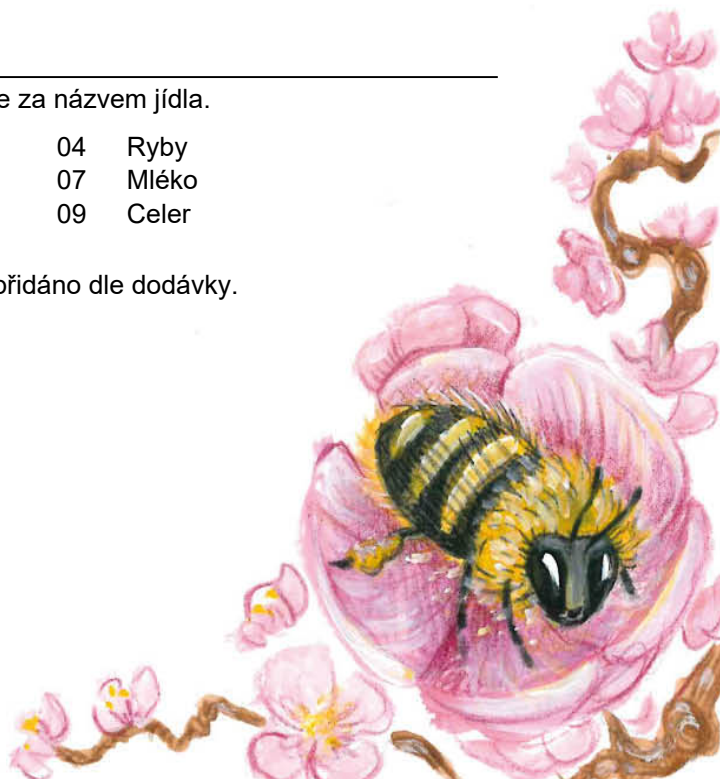 e za názvem jídla.
04 Ryby
07 Mléko
09 Celer
přidáno dle dodávky.